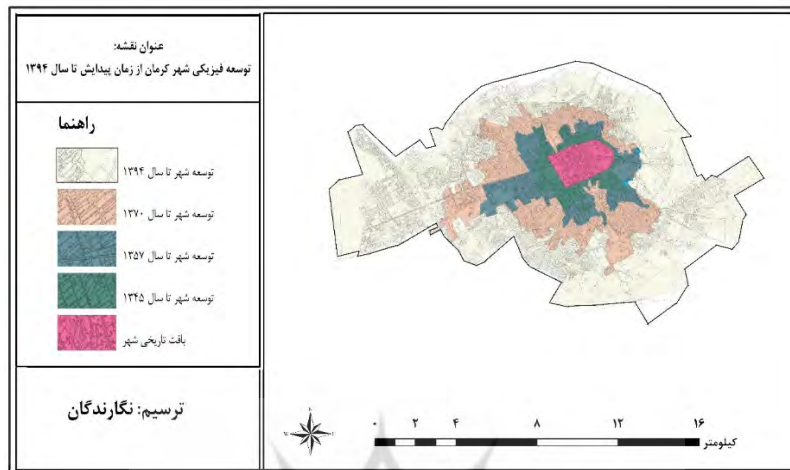 عنوان نقشه:
توسعه فیزیکی شهر کرمان از زمان پیدایش تا سال ۱۳۹۴
راهنما
توسعه شهر تا سال ۱۳۹۴
توسعه شهر تا سال ۱۳۷۰
توسعه شهر تا سال ۱۳۵۷
توسعه شهر تا سال ۱۳۴۵
بافت تاریخی شهر
ترسیم: نگارندگان
۰ ۲ ۴ ۸ ۱۲ ۱۶
کیلومتر